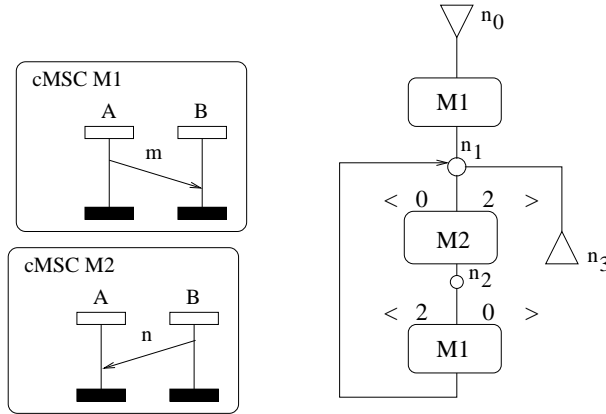 cMSC M1
A B
m
cMSC M2
A B
n
n0
M1
n1
< 0 2 >
M2
n3
n2
< 2 0 >
M1